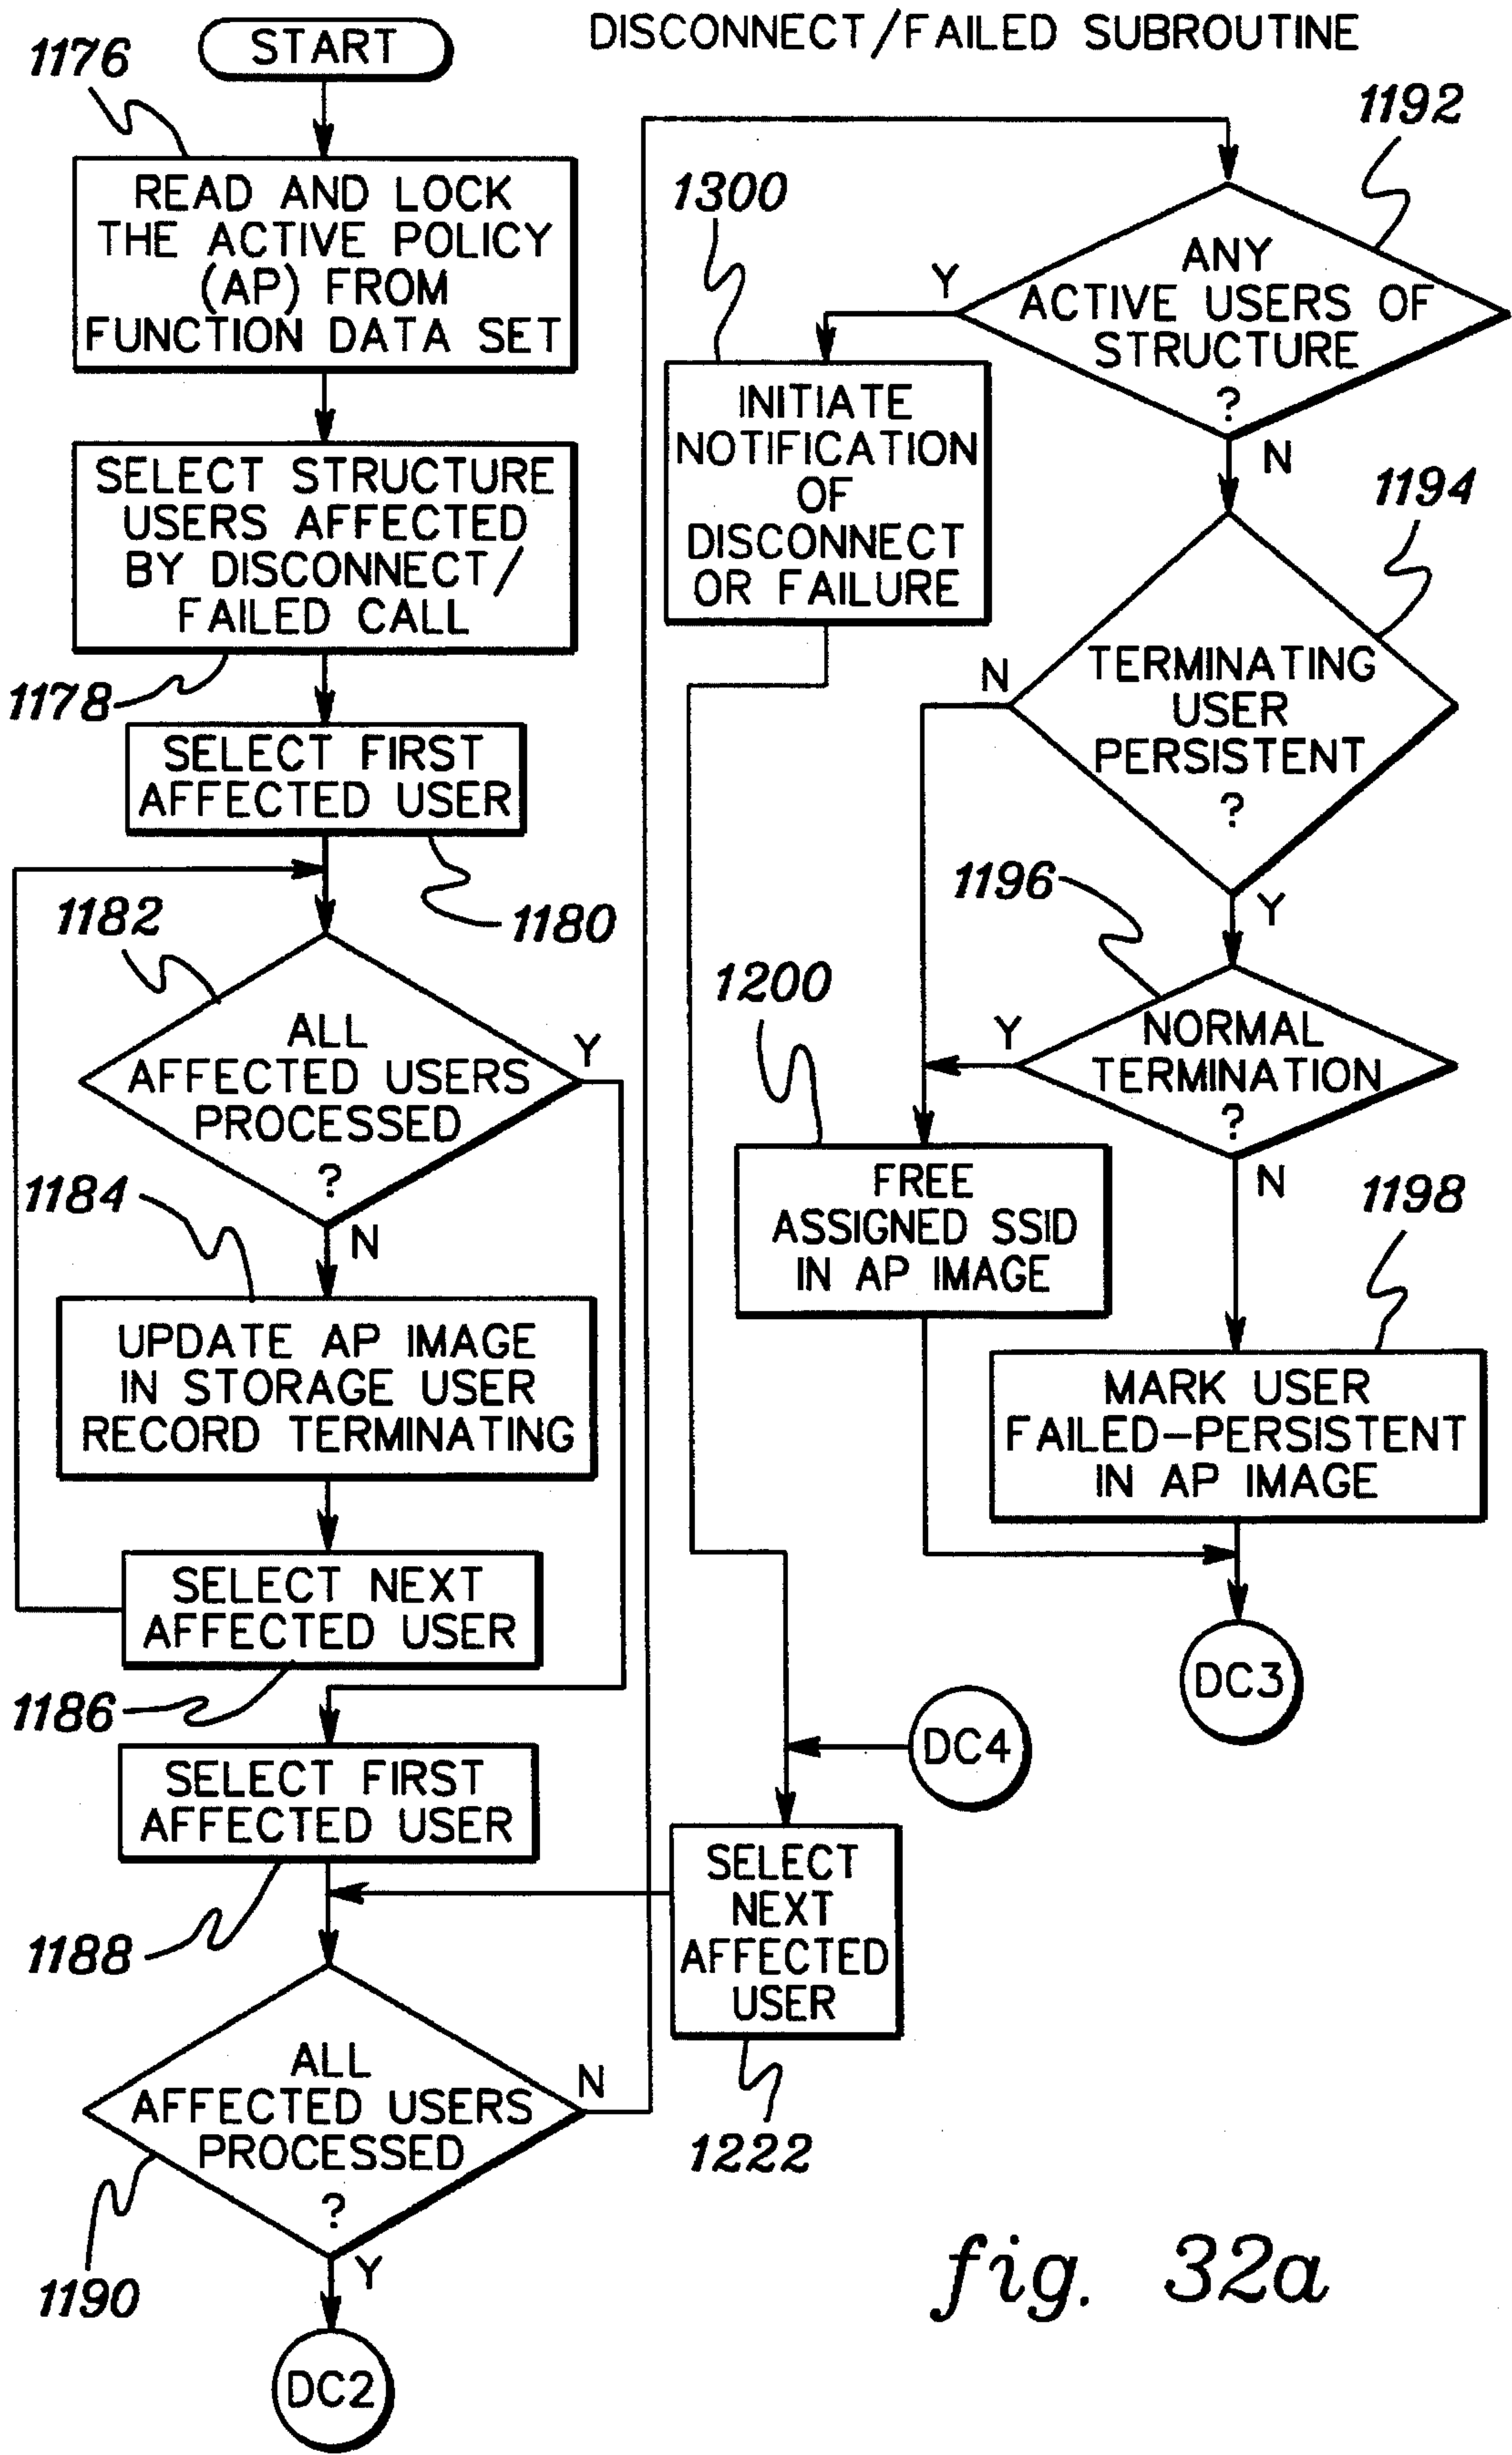 DISCONNECT/FAILED SUBROUTINE
START
1176
READ AND LOCK
THE ACTIVE POLICY
(AP) FROM
FUNCTION DATA SET
SELECT STRUCTURE
USERS AFFECTED
BY DISCONNECT/
FAILED CALL
1178
SELECT FIRST
AFFECTED USER
1180
1182
ALL
AFFECTED USERS
PROCESSED
?
Y
N
1184
UPDATE AP IMAGE
IN STORAGE USER
RECORD TERMINATING
SELECT NEXT
AFFECTED USER
1186
SELECT FIRST
AFFECTED USER
1188
ALL
AFFECTED USERS
PROCESSED
?
N
Y
1190
DC2
1192
ANY
ACTIVE USERS OF
STRUCTURE
?
Y
N
1300
INITIATE
NOTIFICATION
OF
DISCONNECT
OR FAILURE
1194
TERMINATING
USER
PERSISTENT
?
N
Y
1196
NORMAL
TERMINATION
?
Y
N
1200
FREE
ASSIGNED SSID
IN AP IMAGE
1198
MARK USER
FAILED-PERSISTENT
IN AP IMAGE
DC3
DC4
SELECT
NEXT
AFFECTED
USER
1222
fig. 32a